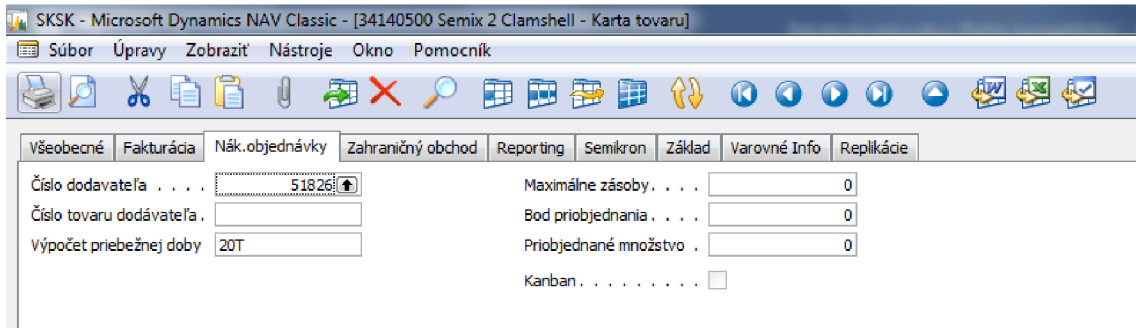 SKSK - Microsoft Dynamics NAV Classic - [34140500 Semix 2 Clamshell - Karta tovaru]
Súbor Úpravy Zobraziť Nástroje Okno Pomocník
Všeobecné Fakturácia Nák.objednávky Zahraničný obchod Reporting Semikron Základ Varovné Info Replikácie
Číslo dodavateľa . . . . 51826 Maximálne zásoby. . . . 0
Číslo tovaru dodávateľa . Bod priobjednania . . . . 0
Výpočet priebežnej doby 20T Priobjednané množstvo . 0
Kanban . . . . . . . . .